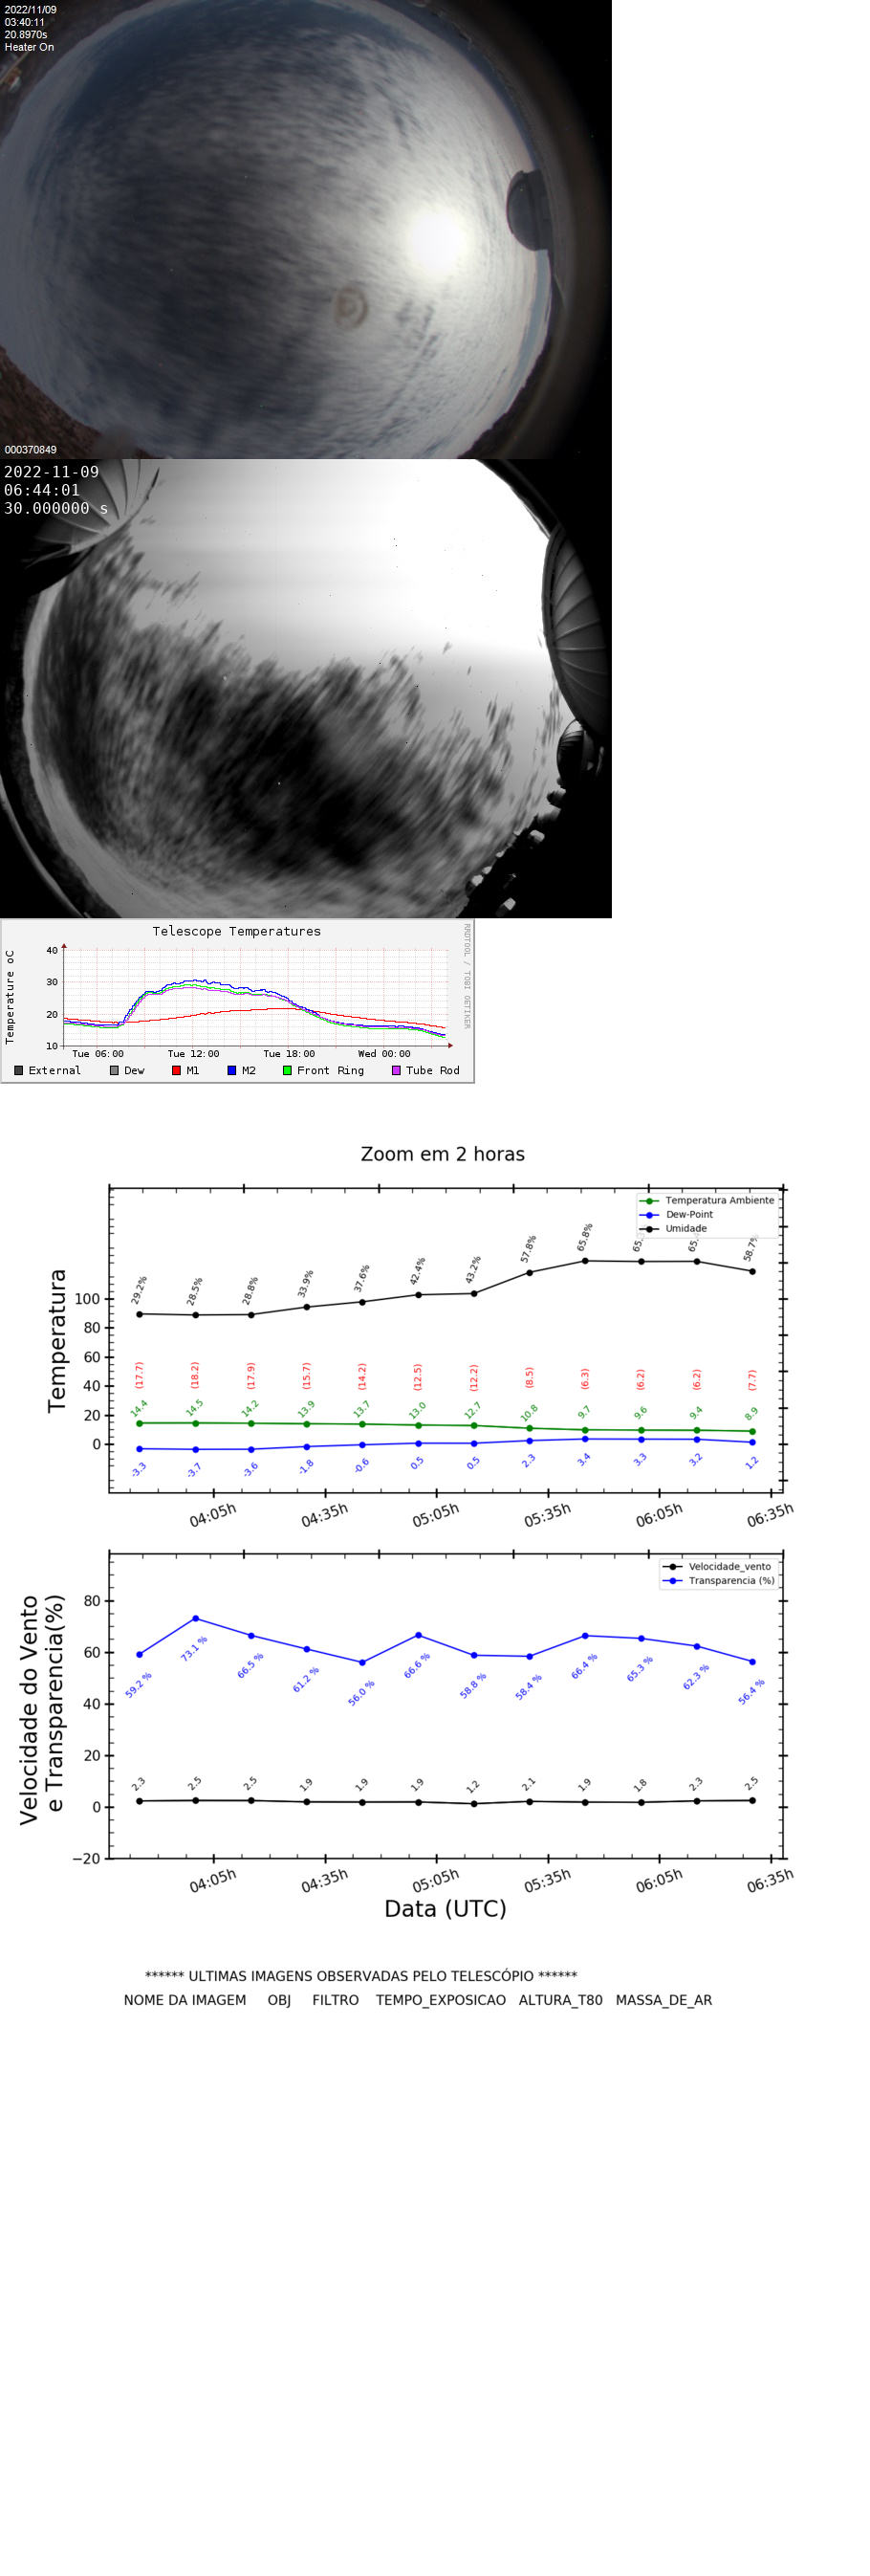 2022/11/09
03:40:11
20.8970s
Heater On
000370849
2022-11-09
06:44:01
30.000000 s
Telescope Temperatures
RRDTOOL / TOBI OETIKER
Temperature oC
40
30
20
10
Tue 06:00 Tue 12:00 Tue 18:00 Wed 00:00
External Dew M1 M2 Front Ring Tube Rod
Zoom em 2 horas
Temperatura Ambiente
Dew-Point
Umidade
Temperatura
100
80
60
40
20
0
29.2% 28.5% 28.8% 33.9% 37.6% 42.4% 43.2% 57.8% 65.8% 65. 65. 58.7%
(17.7) (18.2) (17.9) (15.7) (14.2) (12.5) (12.2) (8.5) (6.3) (6.2) (6.2) (7.7)
14.4 14.5 14.2 13.9 13.7 13.0 12.7 10.8 9.7 9.6 9.4 8.9
-3.3 -3.7 -3.6 -1.8 -0.6 0.5 0.5 2.3 3.4 3.3 3.2 1.2
04:05h 04:35h 05:05h 05:35h 06:05h 06:35h
Velocidade_vento
Transparencia (%)
Velocidade do Vento
e Transparencia(%)
80
60
40
20
0
−20
59.2 % 73.1 % 66.5 % 61.2 % 56.0 % 66.6 % 58.8 % 58.4 % 66.4 % 65.3 % 62.3 % 56.4 %
2.3 2.5 2.5 1.9 1.9 1.9 1.2 2.1 1.9 1.8 2.3 2.5
04:05h 04:35h 05:05h 05:35h 06:05h 06:35h
Data (UTC)
****** ULTIMAS IMAGENS OBSERVADAS PELO TELESCÓPIO ******
NOME DA IMAGEM OBJ FILTRO TEMPO_EXPOSICAO ALTURA_T80 MASSA_DE_AR